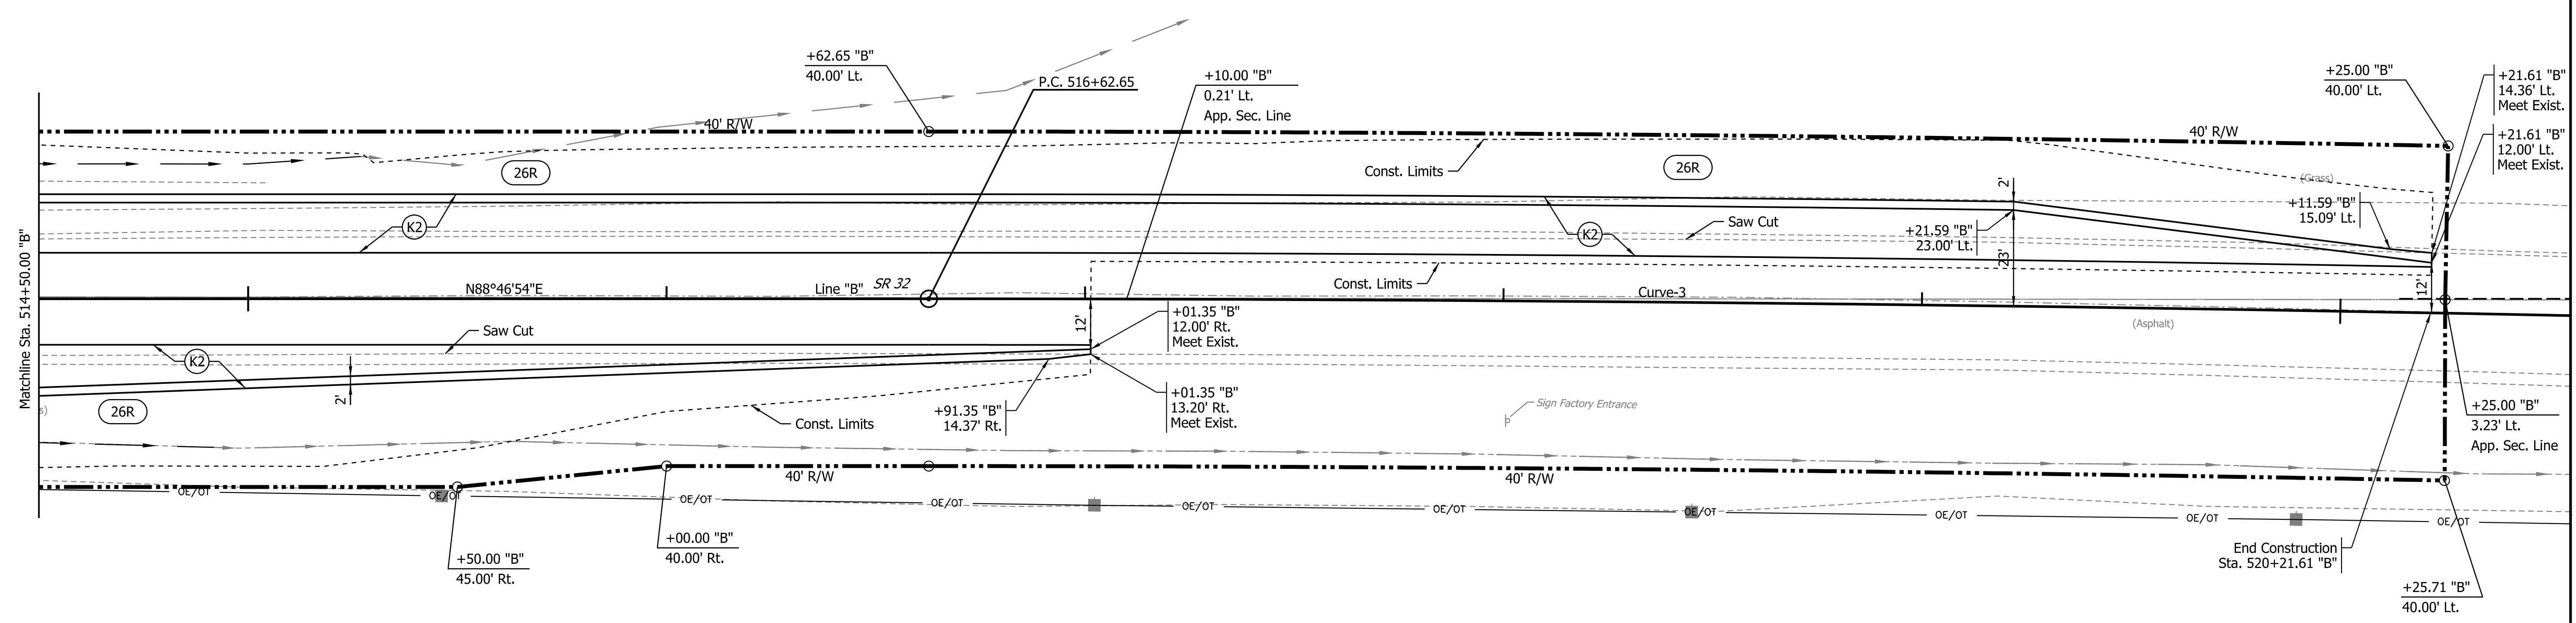 +62.65 "B"
40.00' Lt.
P.C. 516+62.65
+10.00 "B"
0.21' Lt.
App. Sec. Line
+25.00 "B"
40.00' Lt.
+21.61 "B"
14.36' Lt.
Meet Exist.
+21.61 "B"
12.00' Lt.
Meet Exist.
40' R/W
40' R/W
26R
Const. Limits
26R
(Grass)
2'
+11.59 "B"
15.09' Lt.
K2
K2
Saw Cut
+21.59 "B"
23.00' Lt.
23'
Matchline Sta. 514+50.00 "B"
N88°46'54"E
Line "B"
SR 32
Const. Limits
Curve-3
12'
(Asphalt)
Saw Cut
12'
+01.35 "B"
12.00' Rt.
Meet Exist.
K2
2'
26R
s)
+01.35 "B"
13.20' Rt.
Meet Exist.
+91.35 "B"
14.37' Rt.
Const. Limits
Sign Factory Entrance
P
+25.00 "B"
3.23' Lt.
App. Sec. Line
40' R/W
40' R/W
OE/OT
OE/OT
OE/OT
OE/OT
OE/OT
OE/OT
OE/OT
OE/OT
OE/OT
OE/OT
+00.00 "B"
40.00' Rt.
+50.00 "B"
45.00' Rt.
End Construction
Sta. 520+21.61 "B"
+25.71 "B"
40.00' Lt.